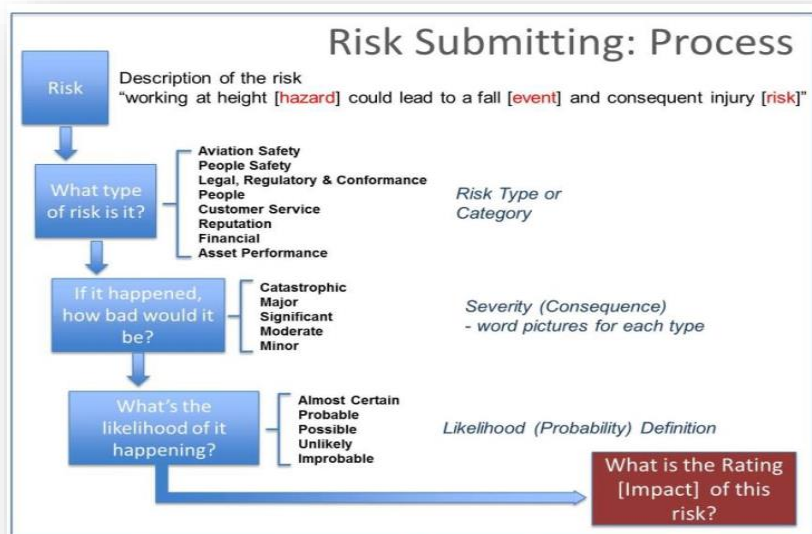 Risk Submitting: Process
Risk
Description of the risk
“working at height [hazard] could lead to a fall [event] and consequent injury [risk]”
What type
of risk is it?
Aviation Safety
People Safety
Legal, Regulatory & Conformance
People
Customer Service
Reputation
Financial
Asset Performance
Risk Type or
Category
If it happened,
how bad would it
be?
Catastrophic
Major
Significant
Moderate
Minor
Severity (Consequence)
- word pictures for each type
What's the
likelihood of it
happening?
Almost Certain
Probable
Possible
Unlikely
Improbable
Likelihood (Probability) Definition
What is the Rating
[Impact] of this
risk?